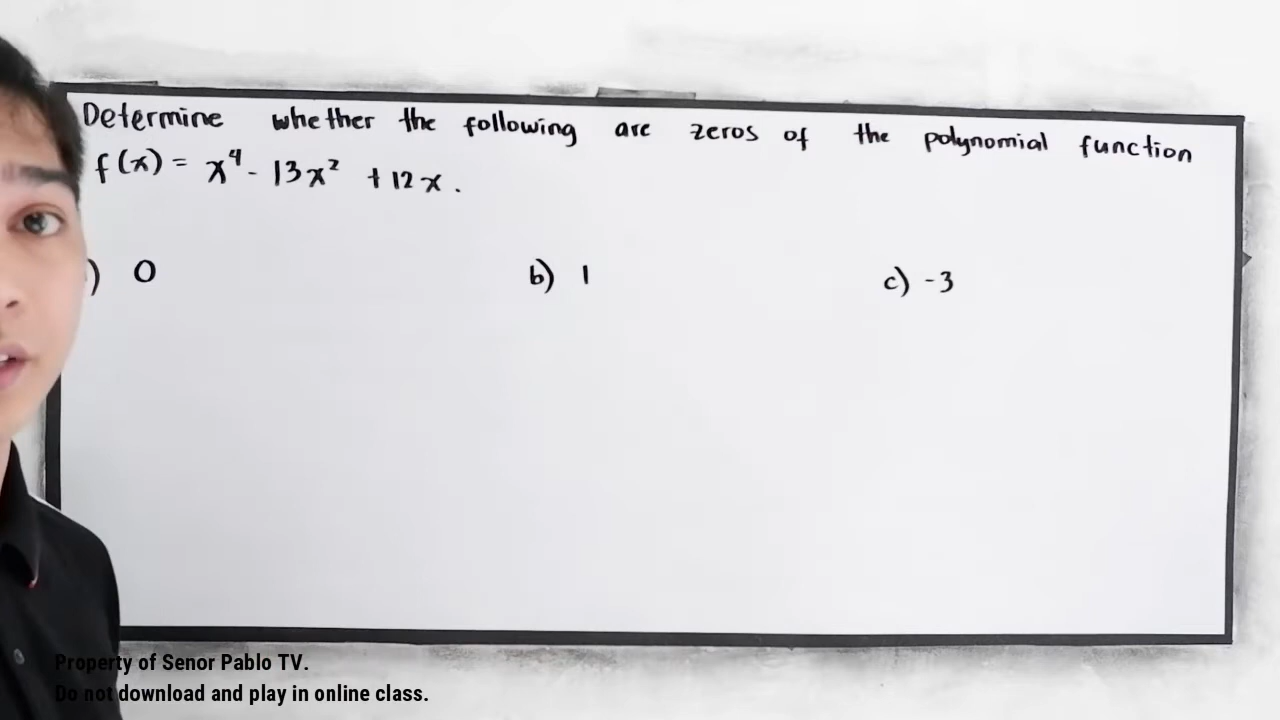 Determine whether the following are zeros of the polynomial function
f(x) = x⁴ - 13x² + 12x.
) 0 b) 1 c) -3
Property of Senor Pablo TV.
Do not download and play in online class.